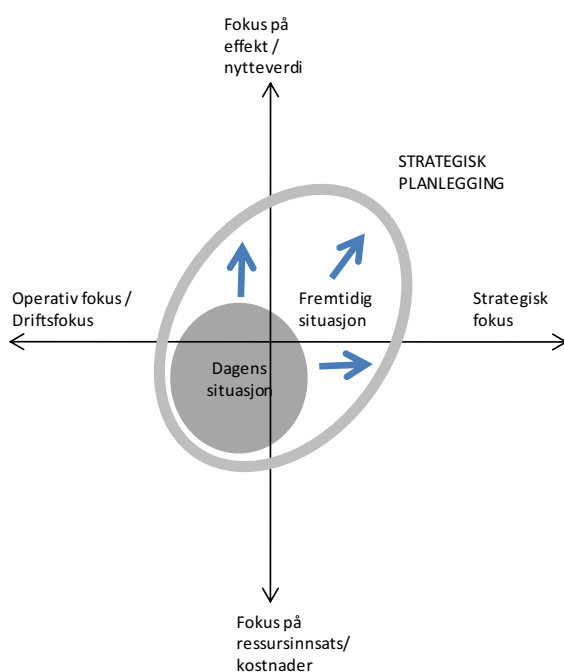 Fokus på
effekt /
nytteverdi
STRATEGISK
PLANLEGGING
Operativ fokus /
Driftsfokus
Fremtidig
situasjon
Strategisk
fokus
Dagens
situasjon
Fokus på
ressursinnsats/
kostnader